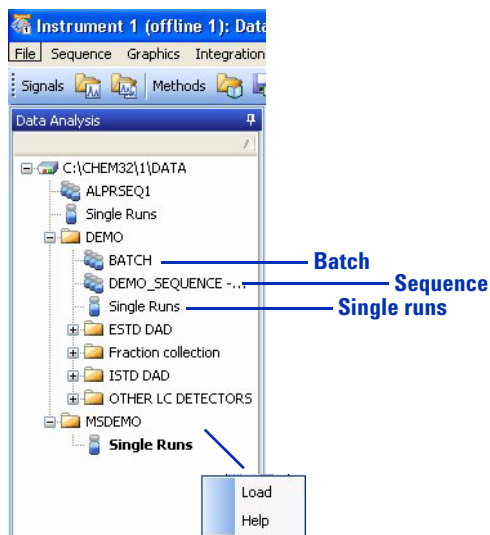 Instrument 1 (offline 1): Data
File Sequence Graphics Integration
Signals Methods
Data Analysis
C:\CHEM32\1\DATA
ALPRSEQ1
Single Runs
DEMO
BATCH
Batch
DEMO_SEQUENCE -...
Sequence
Single Runs
Single runs
ESTD DAD
Fraction collection
ISTD DAD
OTHER LC DETECTORS
MSDEMO
Single Runs
Load
Help